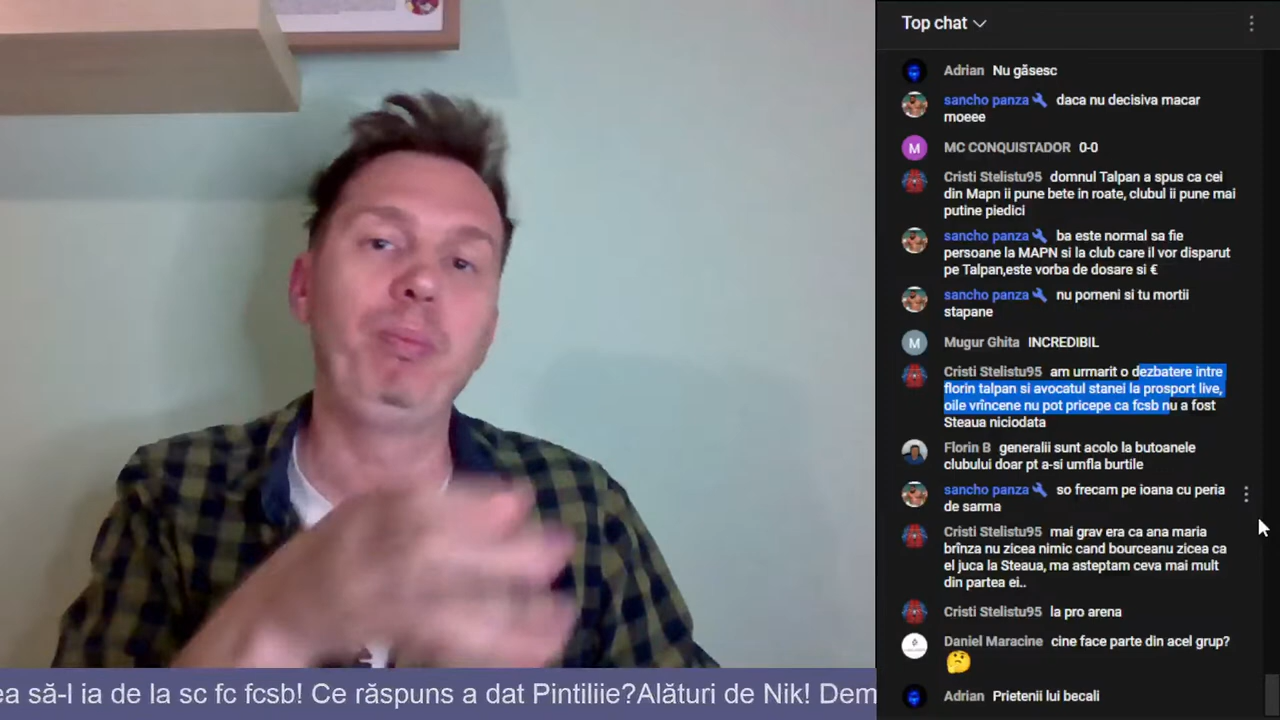 Top chat
Adrian Nu găsesc
sancho panza daca nu decisiva macar
moeee
M MC CONQUISTADOR 0-0
Cristi Stelistu95 domnul Talpan a spus ca cei
din Mapn ii pune bete in roate, clubul ii pune mai
putine piedici
sancho panza ba este normal sa fie
persoane la MAPN si la club care il vor disparut
pe Talpan,este vorba de dosare si €
sancho panza nu pomeni si tu mortii
stapane
M Mugur Ghita INCREDIBIL
Cristi Stelistu95 am urmarit o dezbatere intre
florin talpan si avocatul stanei la prosport live,
oile vrîncene nu pot pricepe ca fcsb nu a fost
Steaua niciodata
Florin B generalii sunt acolo la butoanele
clubului doar pt a-si umfla burtile
sancho panza so frecam pe ioana cu peria
de sarma
Cristi Stelistu95 mai grav era ca ana maria
brînza nu zicea nimic cand bourceanu zicea ca
el juca la Steaua, ma asteptam ceva mai mult
din partea ei..
Cristi Stelistu95 la pro arena
Daniel Maracine cine face parte din acel grup?
🤔
Adrian Prietenii lui becali
ea să-l ia de la sc fc fcsb! Ce răspuns a dat Pintiliie?Alături de Nik! Dem